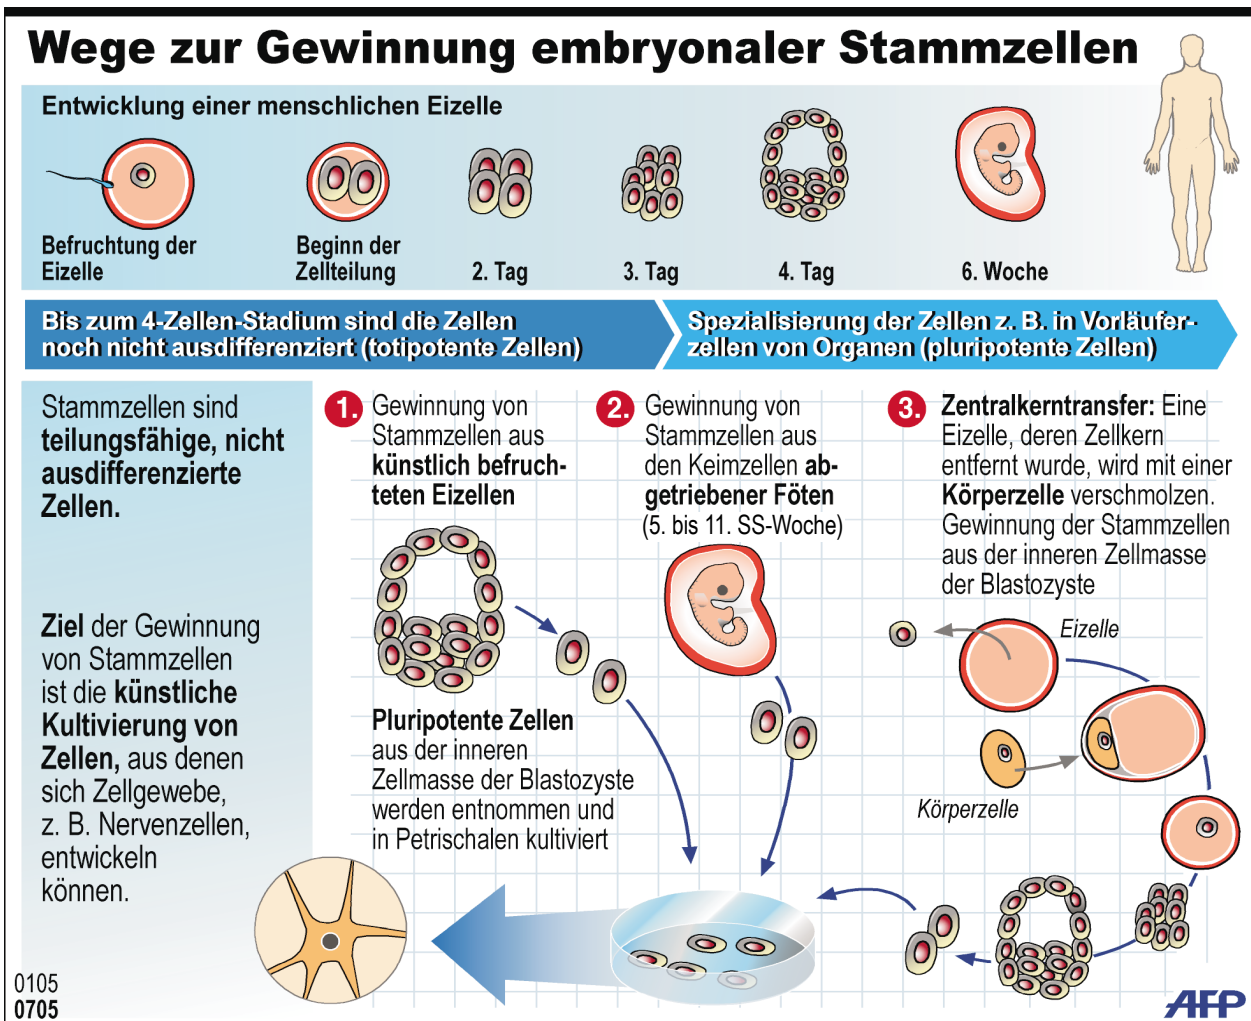 Wege zur Gewinnung embryonaler Stammzellen
Entwicklung einer menschlichen Eizelle
Befruchtung der
Eizelle
Beginn der
Zellteilung
2. Tag
3. Tag
4. Tag
6. Woche
Bis zum 4-Zellen-Stadium sind die Zellen
noch nicht ausdifferenziert (totipotente Zellen)
Spezialisierung der Zellen z. B. in Vorläufer-
zellen von Organen (pluripotente Zellen)
Stammzellen sind
teilungsfähige, nicht
ausdifferenzierte
Zellen.
Ziel der Gewinnung
von Stammzellen
ist die künstliche
Kultivierung von
Zellen, aus denen
sich Zellgewebe,
z. B. Nervenzellen,
entwickeln
können.
1. Gewinnung von
Stammzellen aus
künstlich befruch-
teten Eizellen
Pluripotente Zellen
aus der inneren
Zellmasse der Blastozyste
werden entnommen und
in Petrischalen kultiviert
2. Gewinnung von
Stammzellen aus
den Keimzellen ab-
getriebener Föten
(5. bis 11. SS-Woche)
3. Zentralkerntransfer: Eine
Eizelle, deren Zellkern
entfernt wurde, wird mit einer
Körperzelle verschmolzen.
Gewinnung der Stammzellen
aus der inneren Zellmasse
der Blastozyste
Eizelle
Körperzelle
0105
0705
AFP